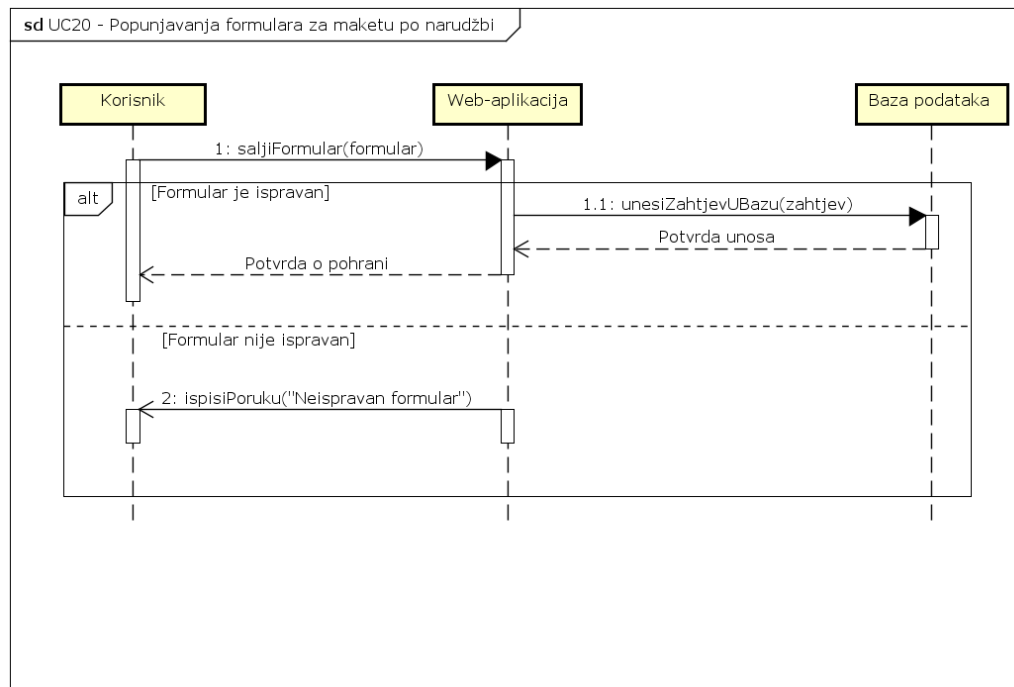 sd UC20 - Popunjavanja formulara za maketu po narudžbi
Korisnik
Web-aplikacija
Baza podataka
1: saljiFormular(formular)
alt
[Formular je ispravan]
1.1: unesiZahtjevUBazu(zahtjev)
Potvrda unosa
Potvrda o pohrani
[Formular nije ispravan]
2: ispisiPoruku("Neispravan formular")